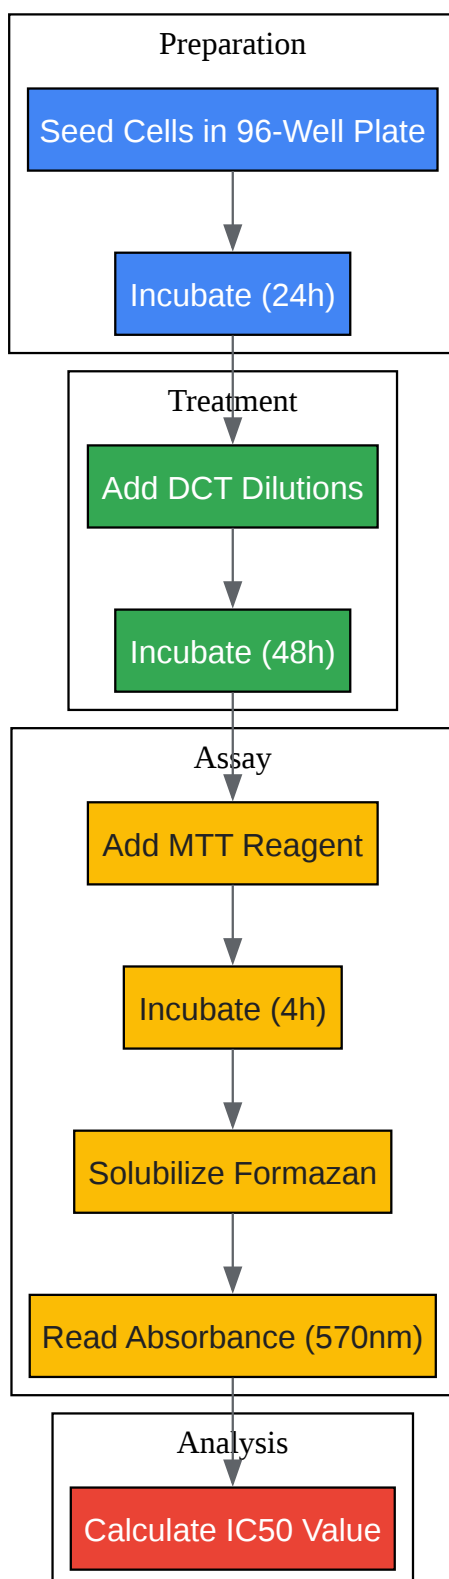 Preparation
Seed Cells in 96-Well Plate
Incubate (24h)
Treatment
Add DCT Dilutions
Incubate (48h)
Assay
Add MTT Reagent
Incubate (4h)
Solubilize Formazan
Read Absorbance (570nm)
Analysis
Calculate IC50 Value